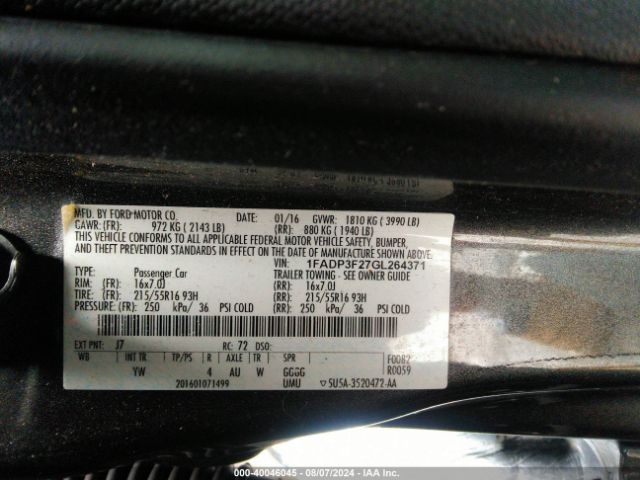 MFD. BY FORD MOTOR CO. DATE: 01/16 GVWR: 1810 KG ( 3990 LB)
GAWR: (FR): 972 KG ( 2143 LB) (RR): 880 KG ( 1940 LB)
THIS VEHICLE CONFORMS TO ALL APPLICABLE FEDERAL MOTOR VEHICLE SAFETY, BUMPER,
AND THEFT PREVENTION STANDARDS IN EFFECT ON THE DATE OF MANUFACTURE SHOWN ABOVE.
VIN: 1FADP3F27GL264371
TYPE: Passenger Car TRAILER TOWING - SEE OWNER GUIDE
RIM: (FR): 16x7.0J (RR): 16x7.0J
TIRE: (FR): 215/55R16 93H (RR): 215/55R16 93H
PRESSURE: (FR): 250 kPa/ 36 PSI COLD (RR): 250 kPa/ 36 PSI COLD
EXT PNT: J7 RC: 72 DSO:
WB INT TR TP/PS R AXLE TR SPR F0082
YW 4 AU W GGGG R0059
201601071499 UMU 5U5A-3520472-AA
000-40046045 - 08/07/2024 - IAA Inc.